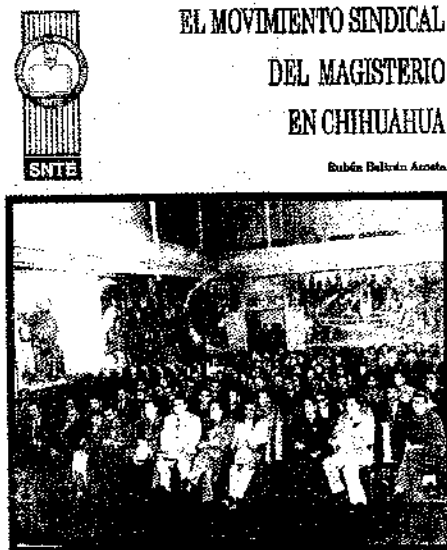 EL MOVIMIENTO SINDICAL
DEL MAGISTERIO
EN CHIHUAHUA
Rubén Beltrán Acosta
SNTE